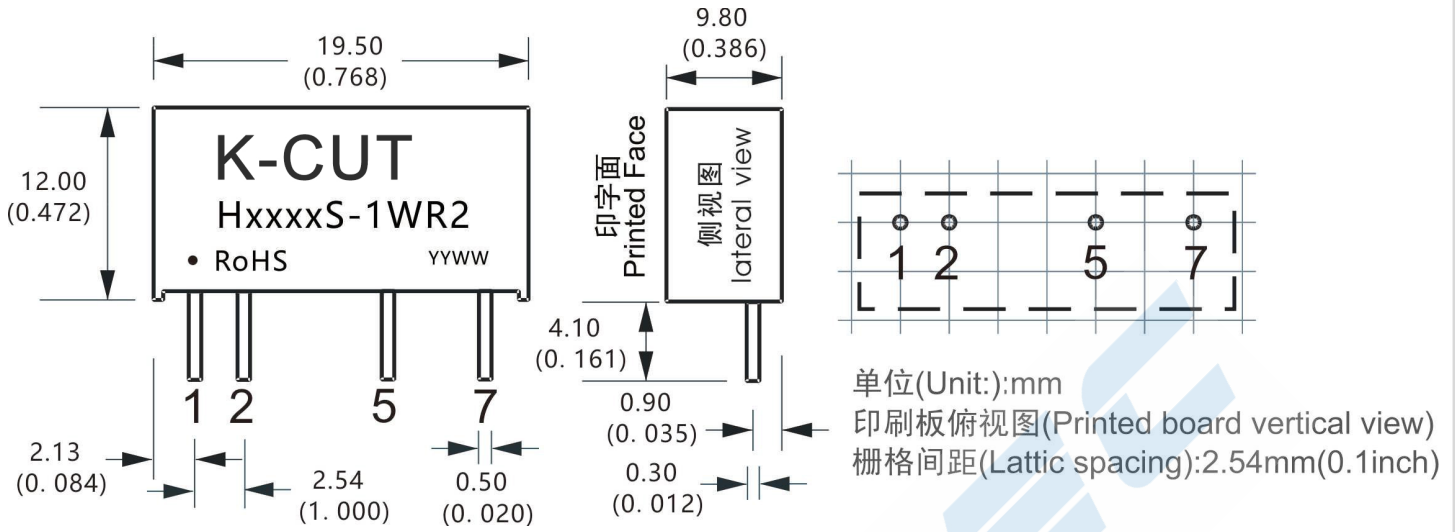 19.50
(0.768)
12.00
(0.472)
K-CUT
HxxxxS-1WR2
• RoHS YYWW
1 2 5 7
2.13
(0. 084)
2.54
(1. 000)
0.50
(0. 020)
9.80
(0.386)
印字面
Printed Face
侧视图
lateral view
4.10
(0. 161)
0.90
(0. 035)
0.30
(0. 012)
1 2 5 7
单位(Unit:):mm
印刷板俯视图(Printed board vertical view)
栅格间距(Lattic spacing):2.54mm(0.1inch)